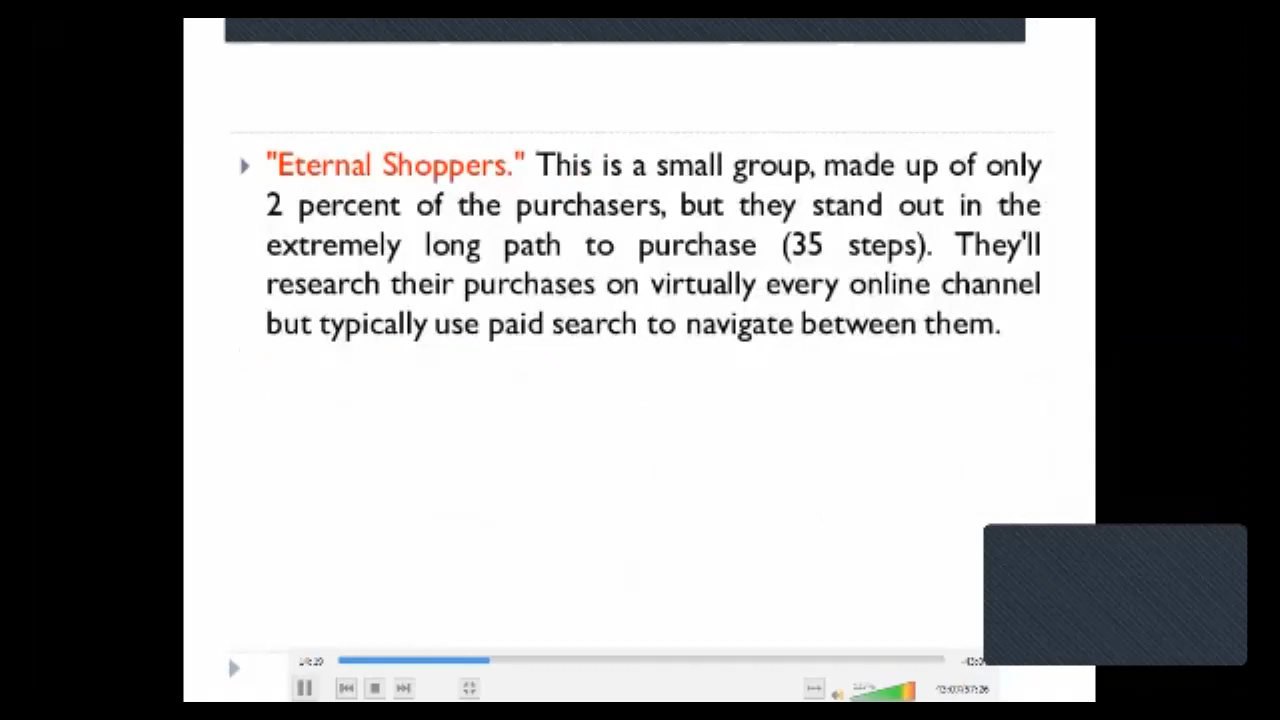 "Eternal Shoppers." This is a small group, made up of only
2 percent of the purchasers, but they stand out in the
extremely long path to purchase (35 steps). They'll
research their purchases on virtually every online channel
but typically use paid search to navigate between them.